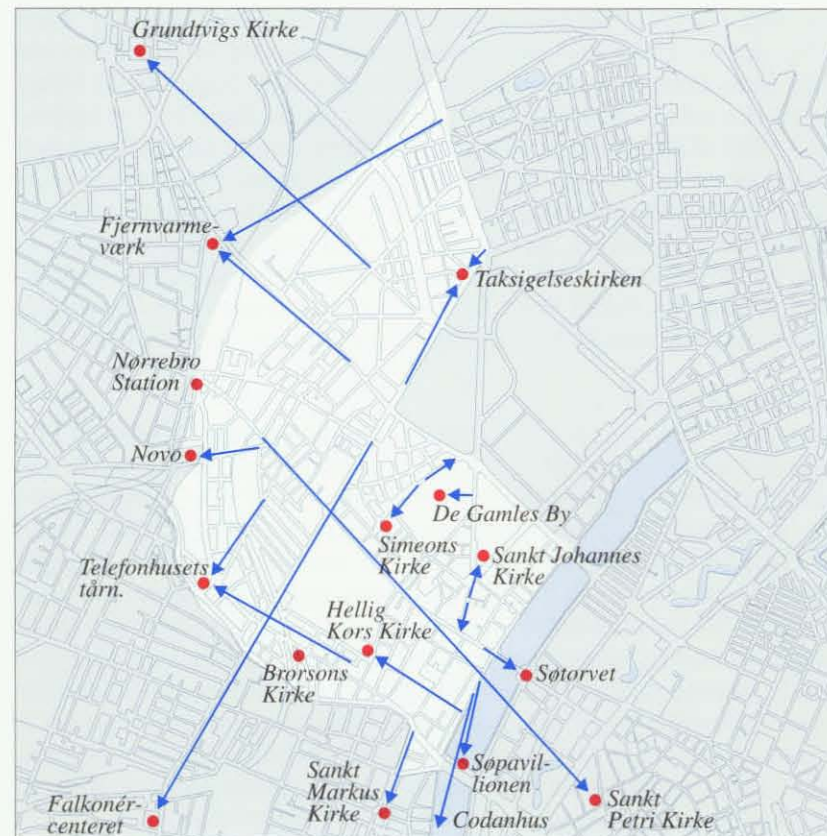 Grundtvigs Kirke
Fjernvarme-
værk
Taksigelseskirken
Nørrebro
Station
Novo
De Gamles By
Simeons
Kirke
Sankt Johannes
Kirke
Telefonhusets
tårn.
Hellig
Kors Kirke
Brorsons
Kirke
Søtorvet
Sankt
Markus
Kirke
Søpavil-
lionen
Codanhus
Falkonér-
centeret
Sankt
Petri Kirke